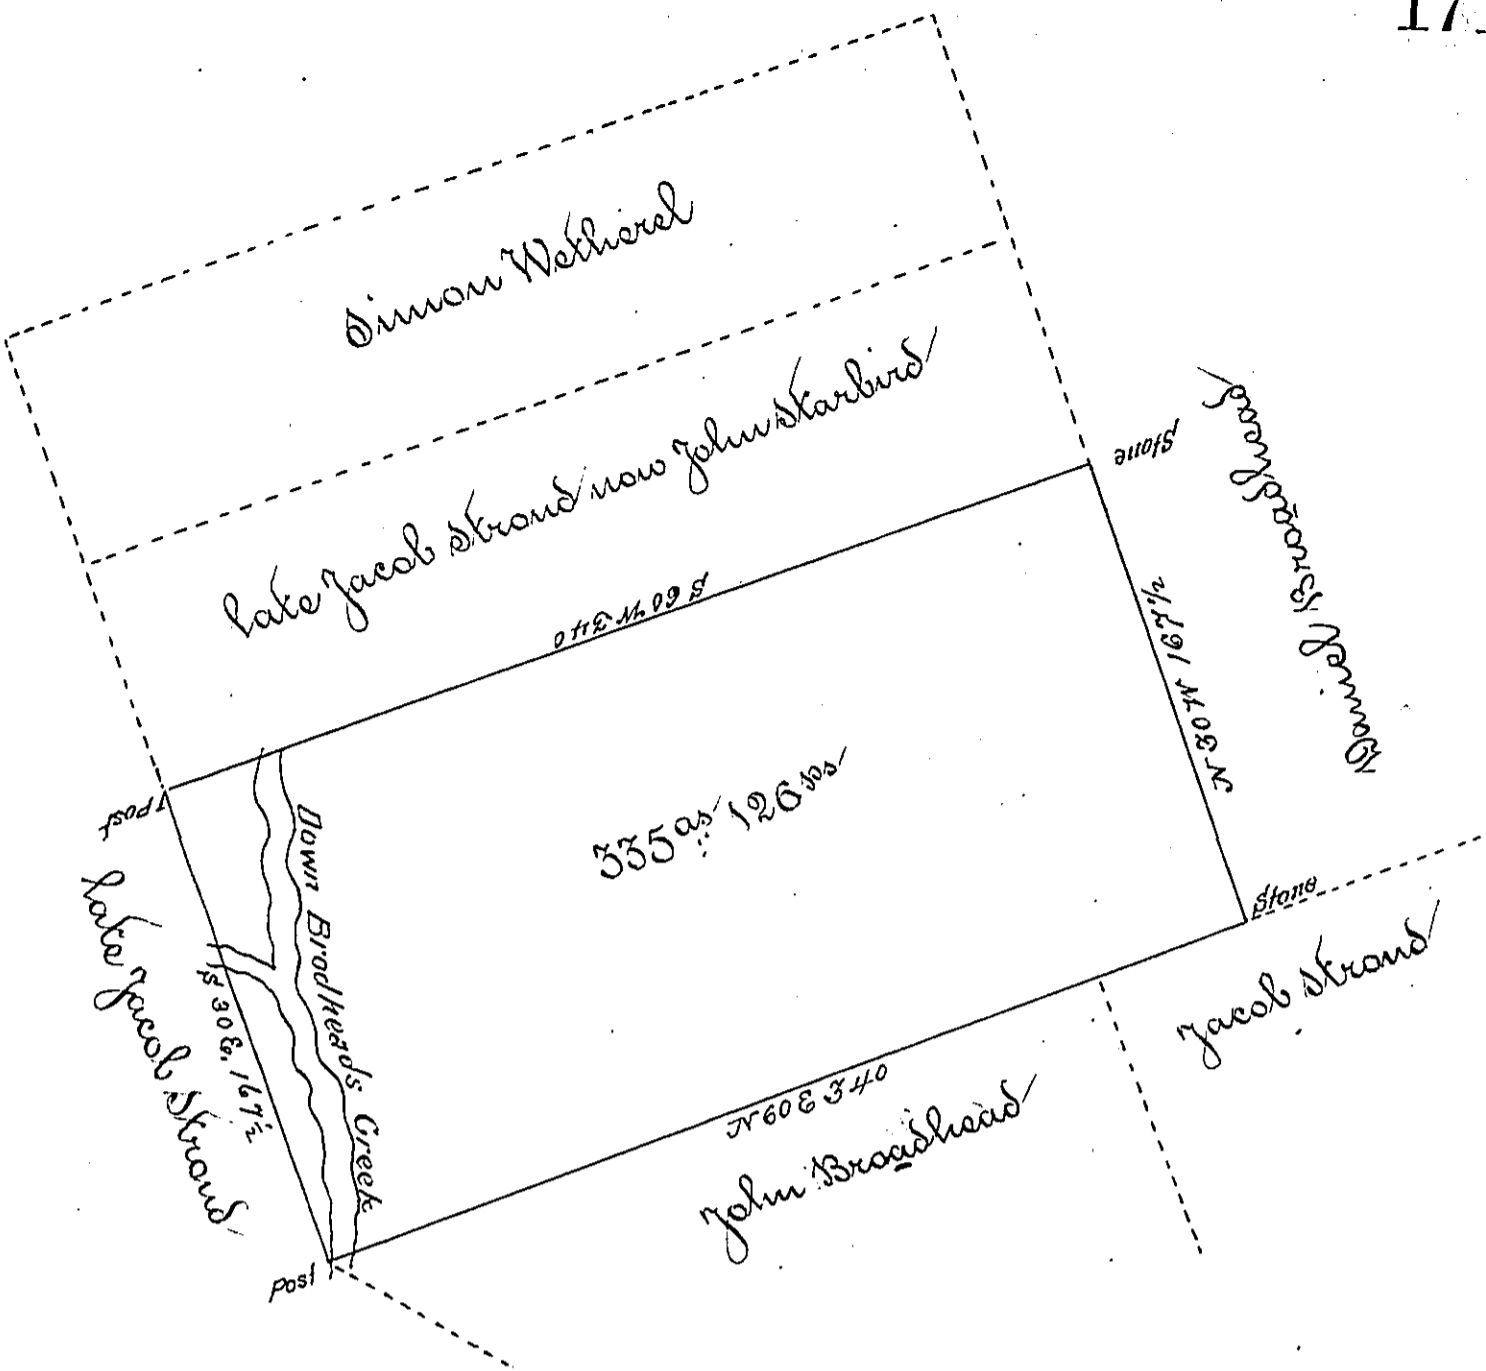 17
Simon Wetherel
Late Jacob Stroud now John Starbird
Stone
Daniel Broadhead
S 60 W 340
N 30 W 167½
Post
335 as : 126 ps
Down Brodheads Creek
Stone
Late Jacob Stroud
S 30 E, 167½
Jacob Stroud
N 60 E 340
John Broadhead
Post